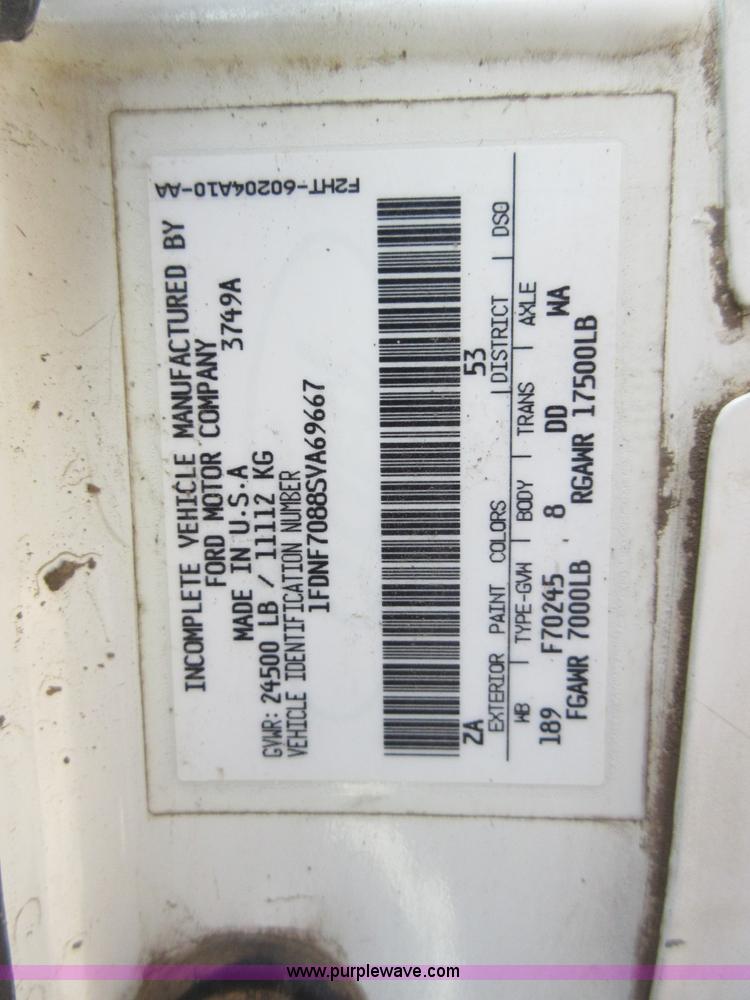 F2HT-60204A10-AA
INCOMPLETE VEHICLE MANUFACTURED BY
FORD MOTOR COMPANY
MADE IN U.S.A 3749A
GVWR: 24500 LB / 11112 KG
VEHICLE IDENTIFICATION NUMBER
1FDNF7088SVA69667
ZA 53
EXTERIOR PAINT COLORS | DISTRICT | DSO
WB | TYPE-GVW | BODY | TRANS | AXLE
189 F70245 8 DD WA
FGAWR 7000LB RGAWR 17500LB
www.purplewave.com